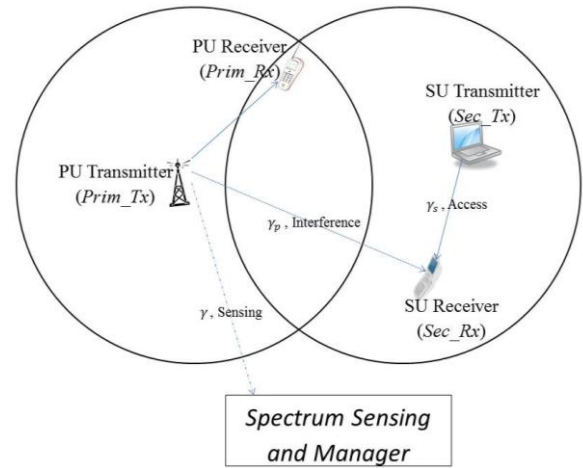 PU Receiver
(Prim_Rx)
SU Transmitter
(Sec_Tx)
PU Transmitter
(Prim_Tx)
γₚ , Interference
γₛ , Access
γ , Sensing
SU Receiver
(Sec_Rx)
Spectrum Sensing
and Manager